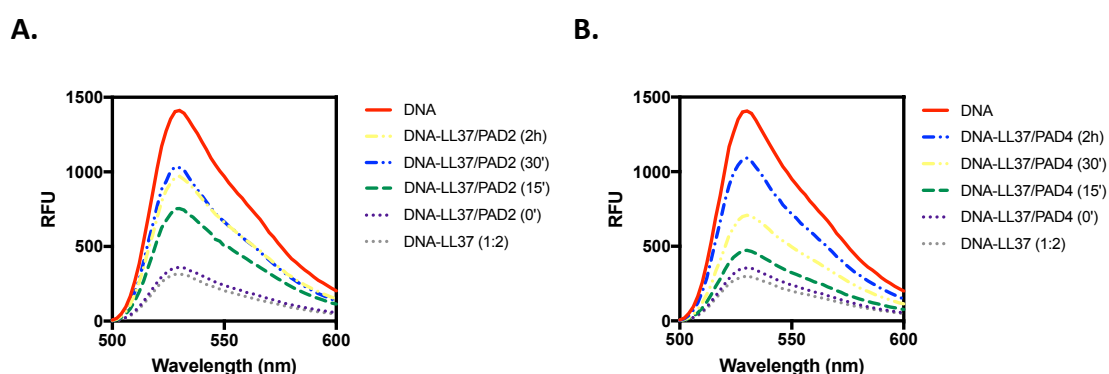 A.
1500
1000
500
0
RFU
500
550
600
Wavelength (nm)
DNA
DNA-LL37/PAD2 (2h)
DNA-LL37/PAD2 (30')
DNA-LL37/PAD2 (15')
DNA-LL37/PAD2 (0')
DNA-LL37 (1:2)
B.
1500
1000
500
0
RFU
500
550
600
Wavelength (nm)
DNA
DNA-LL37/PAD4 (2h)
DNA-LL37/PAD4 (30')
DNA-LL37/PAD4 (15')
DNA-LL37/PAD4 (0')
DNA-LL37 (1:2)